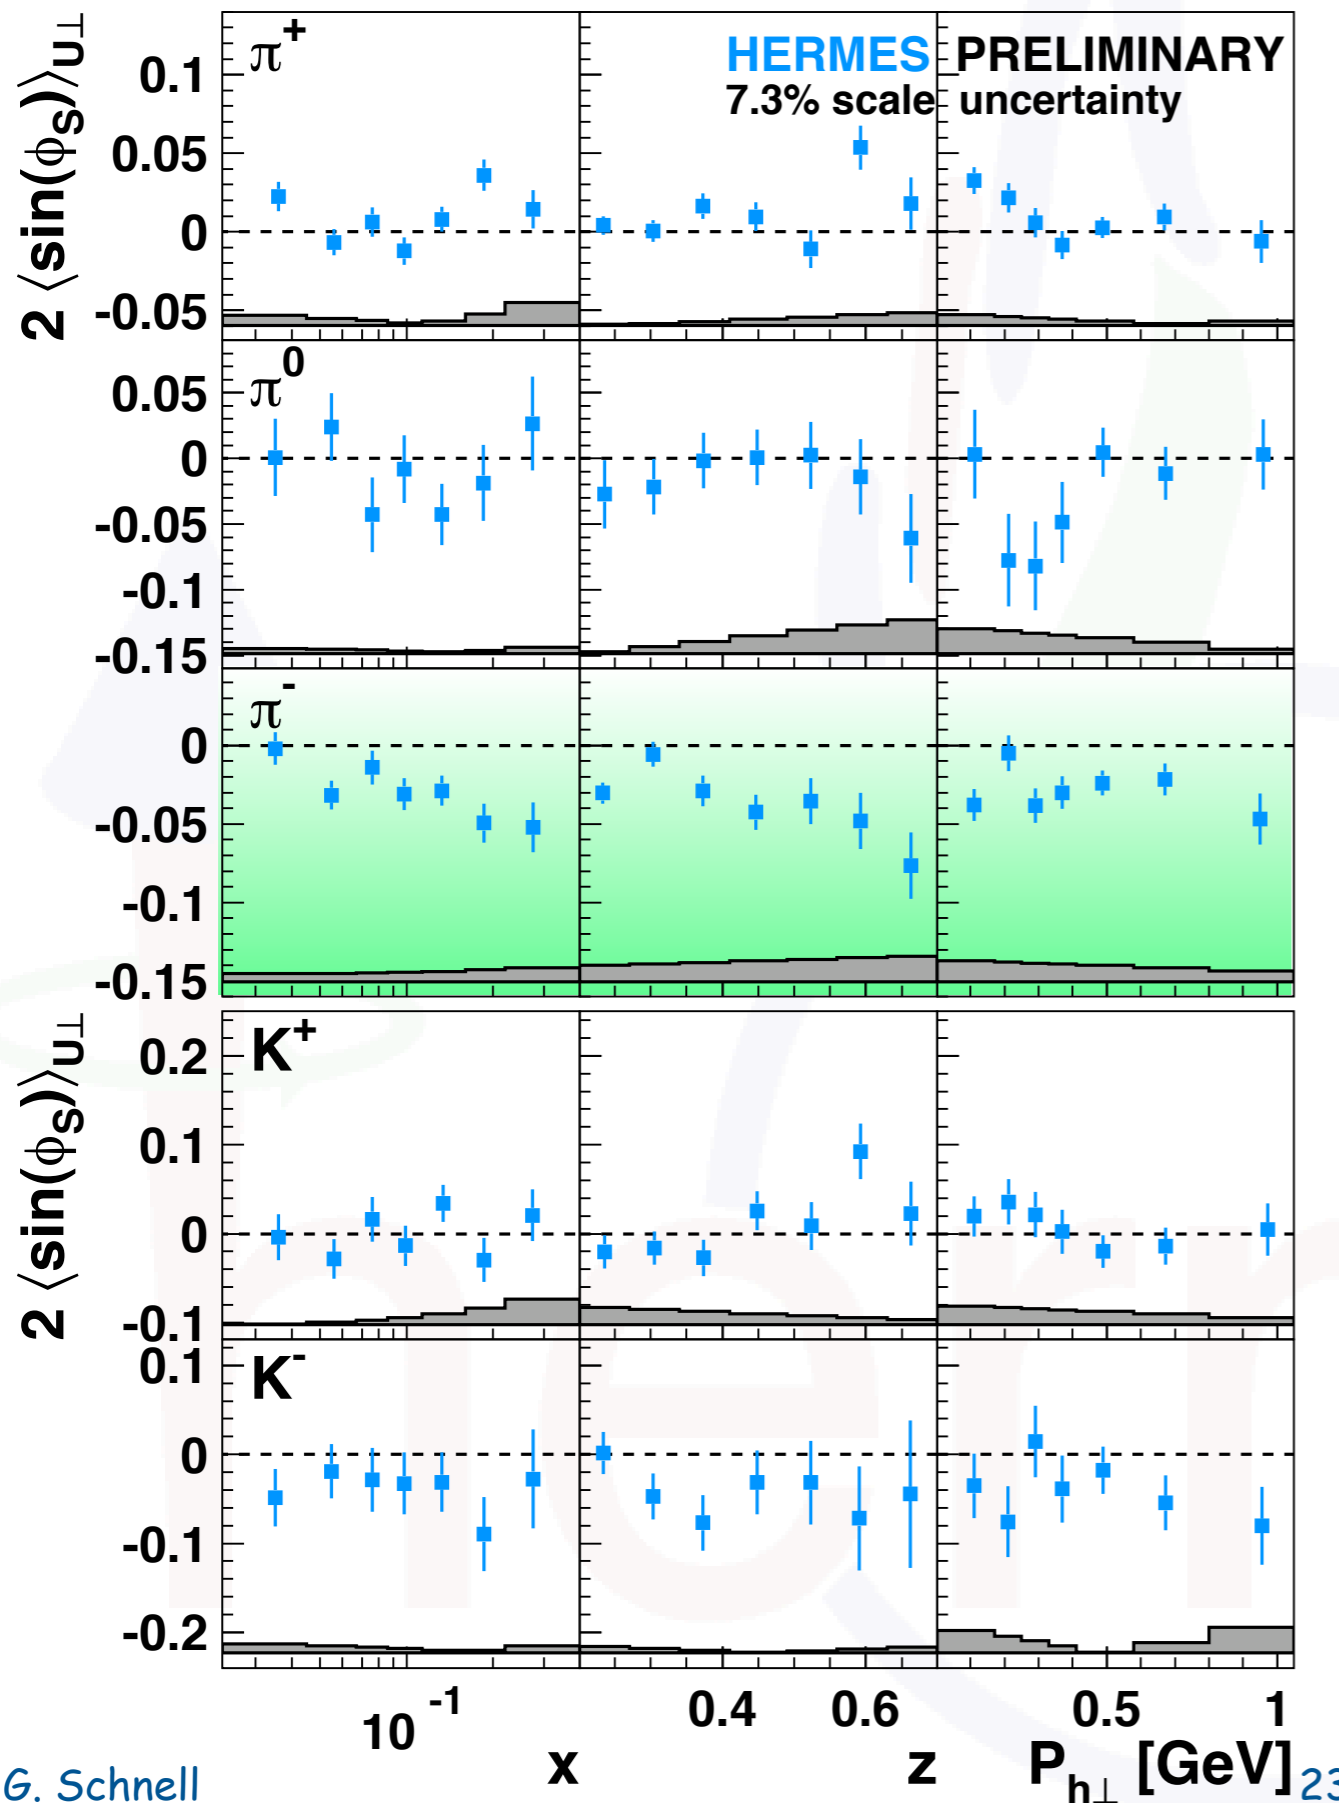 2 ⟨sin(ϕS)⟩U⊥
π+
HERMES PRELIMINARY
7.3% scale uncertainty
0.1
0.05
0
-0.05
π0
0.05
0
-0.05
-0.1
-0.15
π-
0
-0.05
-0.1
-0.15
2 ⟨sin(ϕS)⟩U⊥
K+
0.2
0.1
0
-0.1
K-
0.1
0
-0.1
-0.2
10-1 0.4 0.6 0.5 1
x z Ph⊥ [GeV]
G. Schnell 23
herm